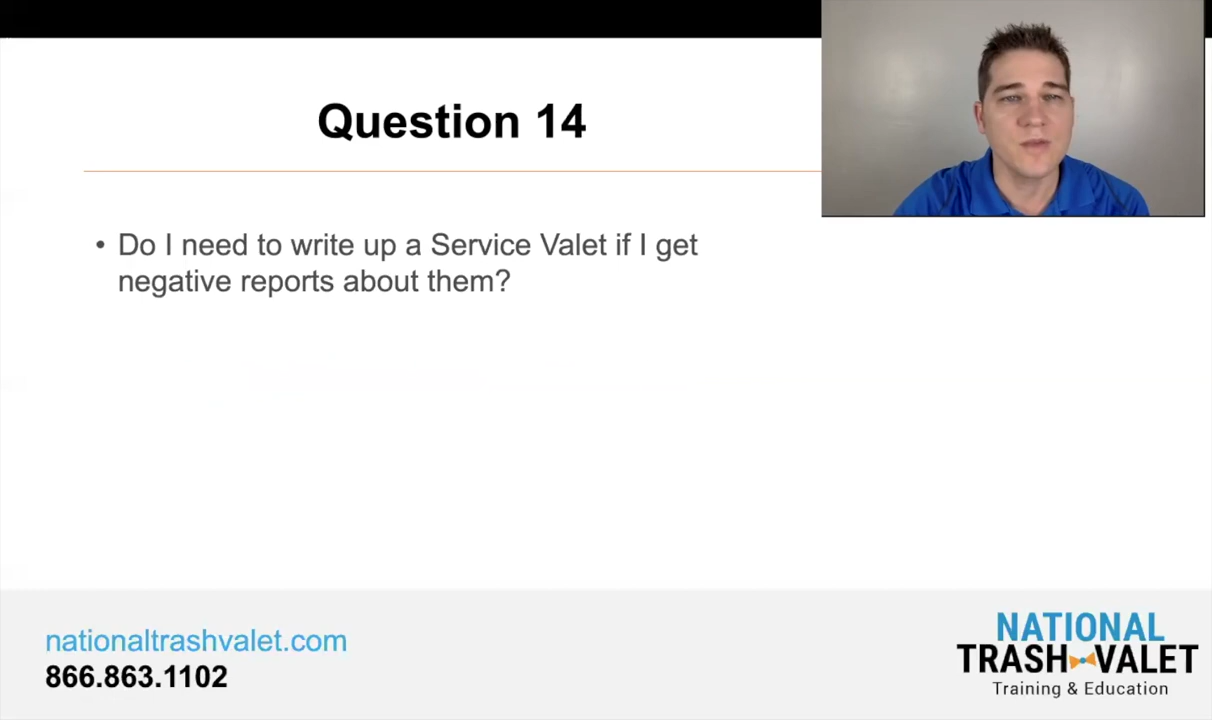 Question 14
• Do I need to write up a Service Valet if I get
negative reports about them?
nationaltrashvalet.com
866.863.1102
NATIONAL
TRASH VALET
Training & Education